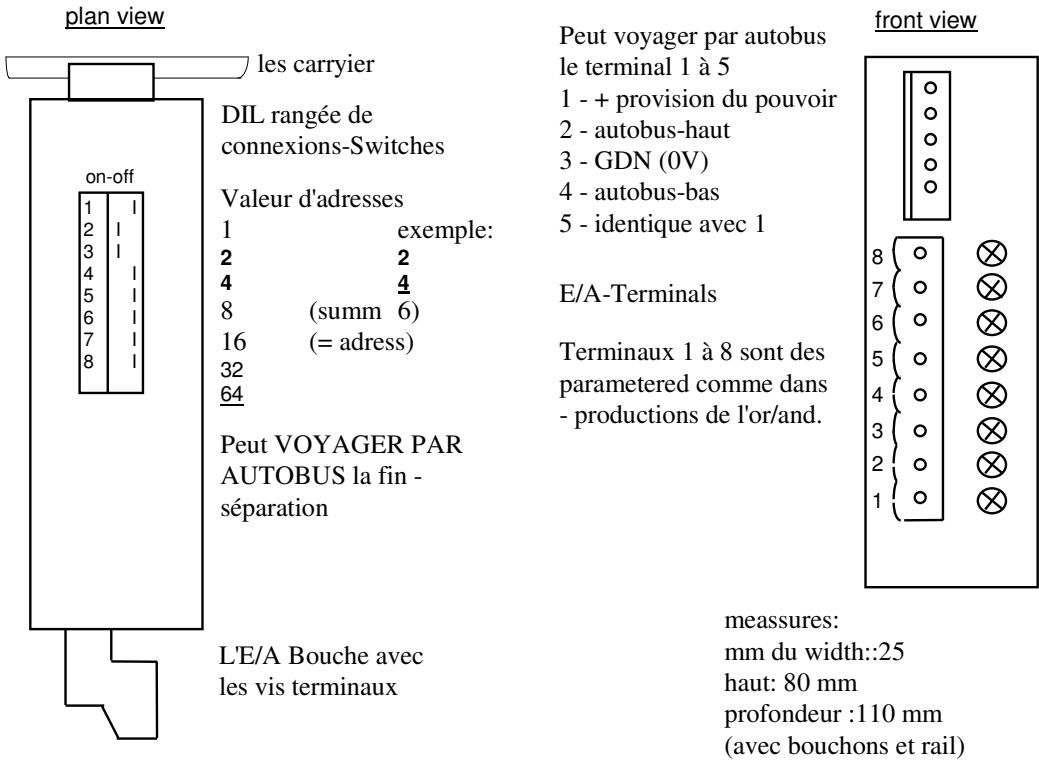 plan view
les carryier
DIL rangée de
connexions-Switches
on-off
1
2
3
4
5
6
7
8
Valeur d'adresses
1 exemple:
2 2
4 4
8 (summ 6)
16 (= adress)
32
64
Peut VOYAGER PAR
AUTOBUS la fin -
séparation
L'E/A Bouche avec
les vis terminaux
Peut voyager par autobus
le terminal 1 à 5
1 - + provision du pouvoir
2 - autobus-haut
3 - GDN (0V)
4 - autobus-bas
5 - identique avec 1
E/A-Terminals
Terminaux 1 à 8 sont des
parametered comme dans
- productions de l'or/and.
front view
8
7
6
5
4
3
2
1
meassures:
mm du width::25
haut: 80 mm
profondeur :110 mm
(avec bouchons et rail)